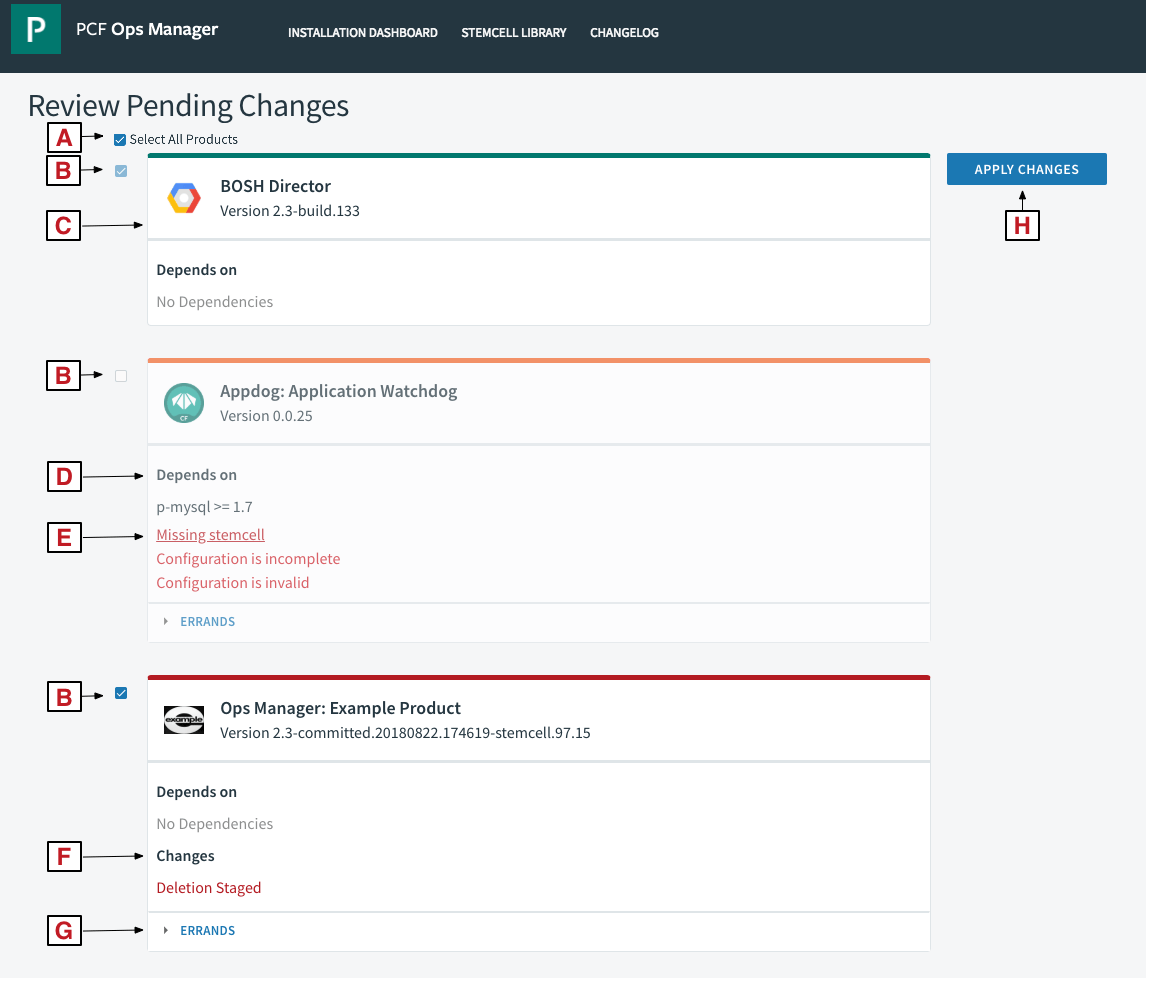 P
PCF Ops Manager
INSTALLATION DASHBOARD
STEMCELL LIBRARY
CHANGELOG
Review Pending Changes
A
Select All Products
B
APPLY CHANGES
BOSH Director
Version 2.3-build.133
C
H
Depends on
No Dependencies
B
Appdog: Application Watchdog
Version 0.0.25
CF
D
Depends on
p-mysql >= 1.7
E
Missing stemcell
Configuration is incomplete
Configuration is invalid
ERRANDS
B
Ops Manager: Example Product
example
Version 2.3-committed.20180822.174619-stemcell.97.15
Depends on
No Dependencies
F
Changes
Deletion Staged
G
ERRANDS